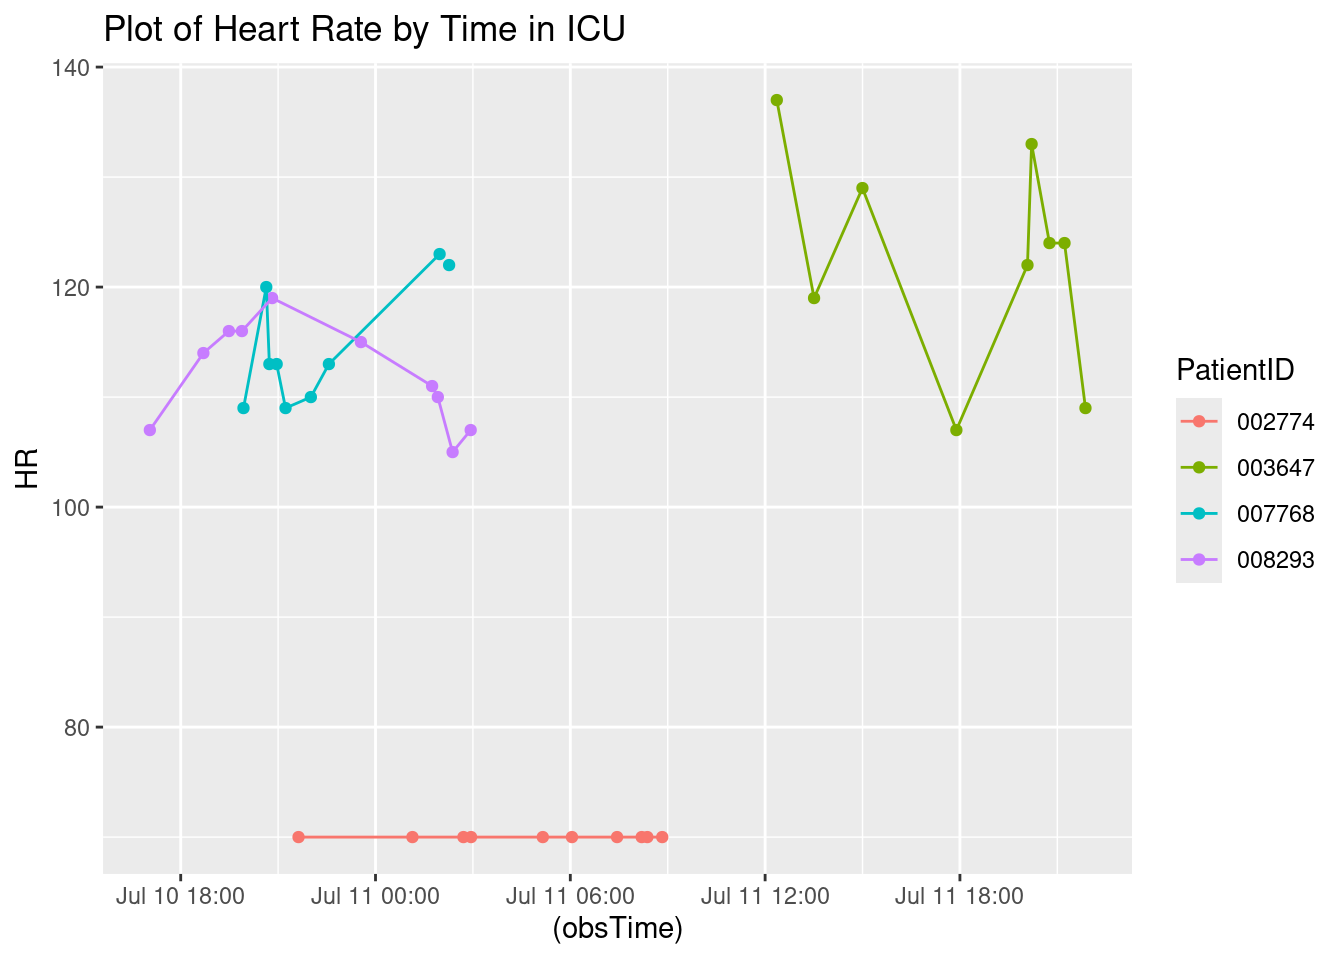 Plot of Heart Rate by Time in ICU
140
120
100
80
HR
Jul 10 18:00
Jul 11 00:00
Jul 11 06:00
Jul 11 12:00
Jul 11 18:00
(obsTime)
PatientID
002774
003647
007768
008293